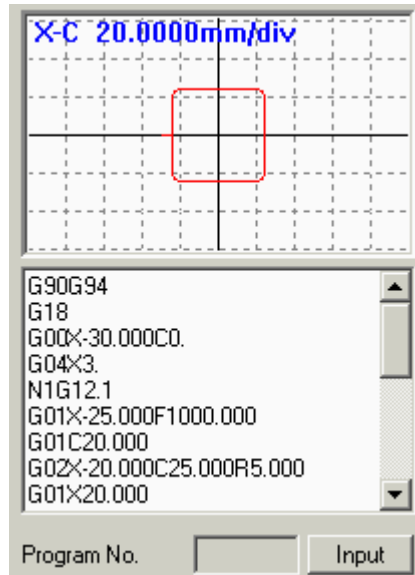 X-C 20.0000mm/div
G90G94
G18
G00X-30.000C0.
G04X3.
N1G12.1
G01X-25.000F1000.000
G01C20.000
G02X-20.000C25.000R5.000
G01X20.000
Program No.
Input